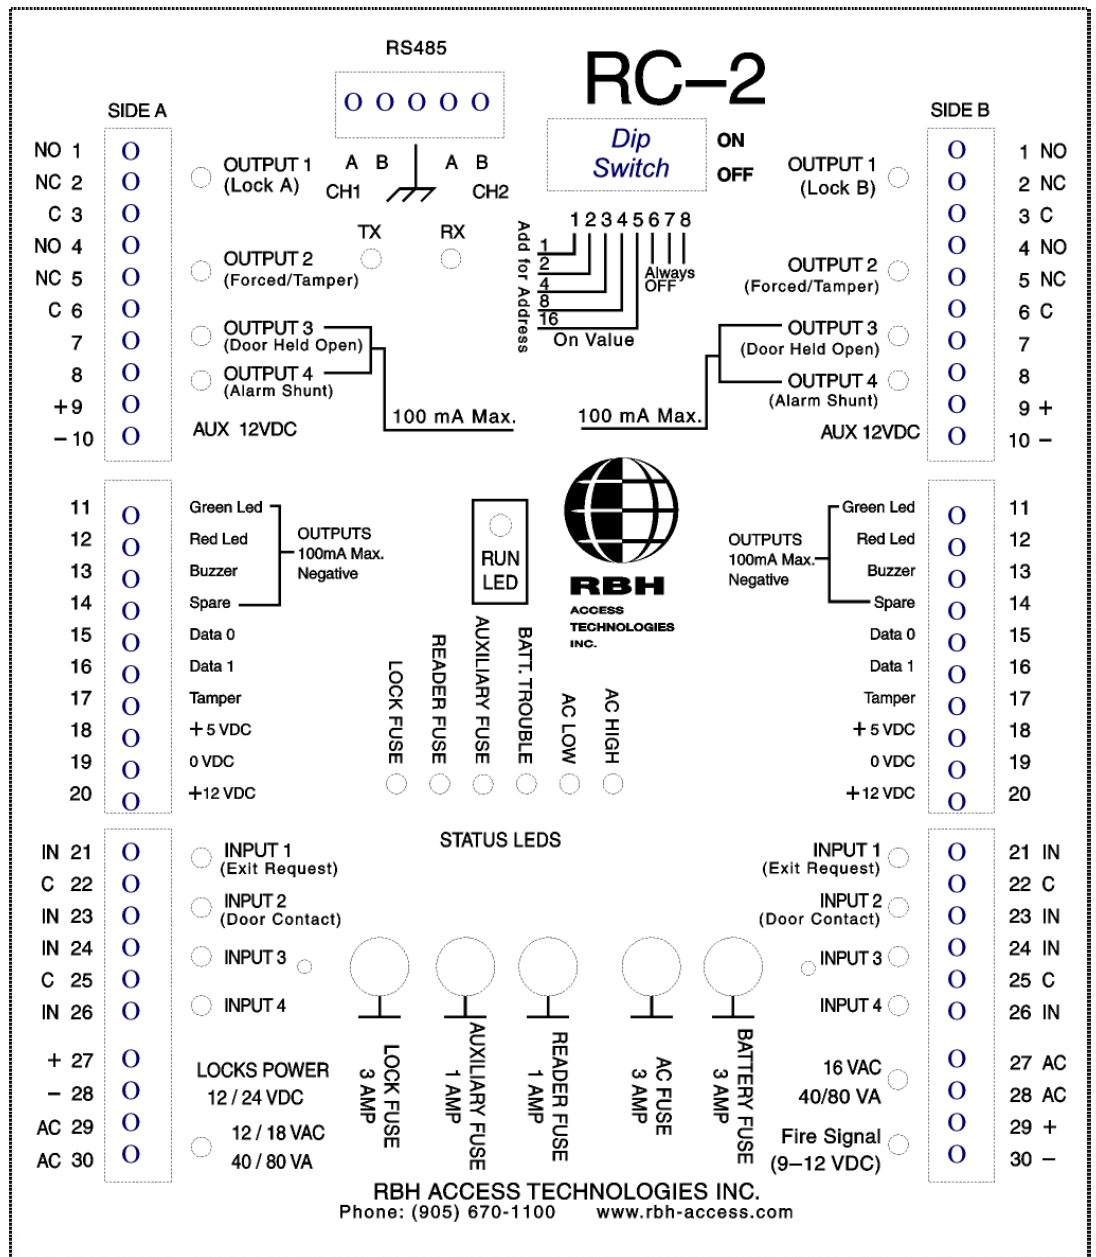 RS485
RC–2
SIDE A
O O O O O
SIDE B
Dip
Switch
ON
OFF
A B A B
CH1 CH2
TX RX
NO 1 O
NC 2 O
C 3 O
NO 4 O
NC 5 O
C 6 O
7 O
8 O
+ 9 O
– 10 O
OUTPUT 1
(Lock A)
OUTPUT 2
(Forced/Tamper)
OUTPUT 3
(Door Held Open)
OUTPUT 4
(Alarm Shunt)
AUX 12VDC
100 mA Max.
Add for Address
1 2 3 4 5 6 7 8
1
2
4
8
16
Always
OFF
On Value
OUTPUT 1
(Lock B)
OUTPUT 2
(Forced/Tamper)
OUTPUT 3
(Door Held Open)
OUTPUT 4
(Alarm Shunt)
100 mA Max.
AUX 12VDC
O 1 NO
O 2 NC
O 3 C
O 4 NO
O 5 NC
O 6 C
O 7
O 8
O 9 +
O 10 –
11 O Green Led
12 O Red Led
13 O Buzzer
14 O Spare
15 O Data 0
16 O Data 1
17 O Tamper
18 O + 5 VDC
19 O 0 VDC
20 O +12 VDC
OUTPUTS
100mA Max.
Negative
RUN
LED
RBH
ACCESS
TECHNOLOGIES
INC.
LOCK FUSE
READER FUSE
AUXILIARY FUSE
BATT. TROUBLE
AC LOW
AC HIGH
STATUS LEDS
OUTPUTS
100mA Max.
Negative
Green Led O 11
Red Led O 12
Buzzer O 13
Spare O 14
Data 0 O 15
Data 1 O 16
Tamper O 17
+ 5 VDC O 18
0 VDC O 19
+ 12 VDC O 20
IN 21 O
C 22 O
IN 23 O
IN 24 O
C 25 O
IN 26 O
+ 27 O
– 28 O
AC 29 O
AC 30 O
INPUT 1
(Exit Request)
INPUT 2
(Door Contact)
INPUT 3
INPUT 4
LOCKS POWER
12 / 24 VDC
12 / 18 VAC
40 / 80 VA
LOCK FUSE
3 AMP
AUXILIARY FUSE
1 AMP
READER FUSE
1 AMP
AC FUSE
3 AMP
BATTERY FUSE
3 AMP
INPUT 1
(Exit Request)
INPUT 2
(Door Contact)
INPUT 3
INPUT 4
16 VAC
40/80 VA
Fire Signal
(9–12 VDC)
O 21 IN
O 22 C
O 23 IN
O 24 IN
O 25 C
O 26 IN
O 27 AC
O 28 AC
O 29 +
O 30 –
RBH ACCESS TECHNOLOGIES INC.
Phone: (905) 670-1100 www.rbh-access.com